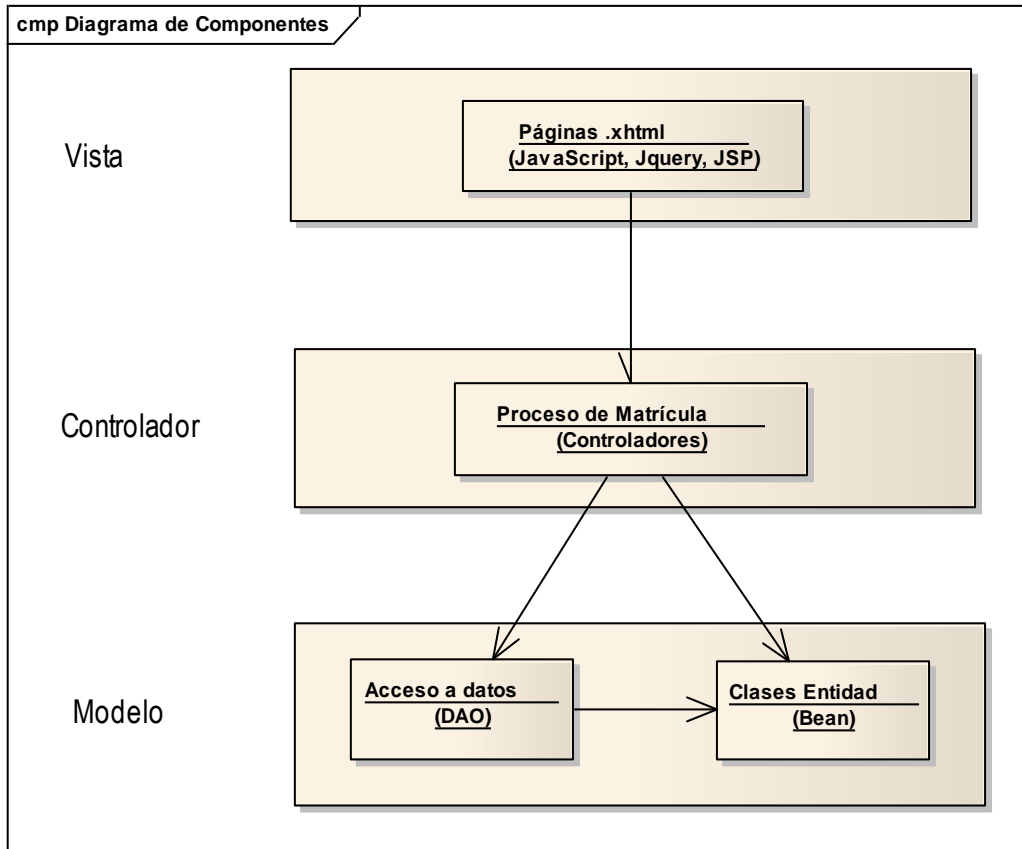 cmp Diagrama de Componentes
Vista
Páginas .xhtml
(JavaScript, Jquery, JSP)
Controlador
Proceso de Matrícula
(Controladores)
Modelo
Acceso a datos
(DAO)
Clases Entidad
(Bean)